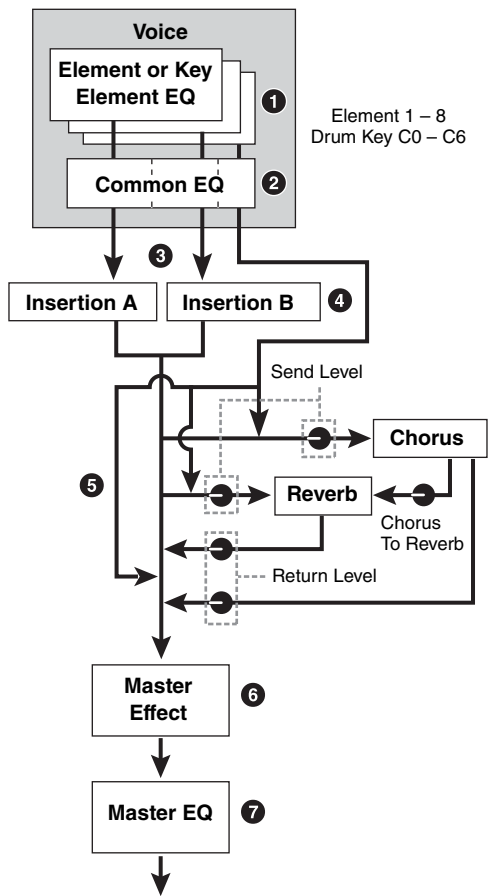 Voice
Element or Key
Element EQ
1
Element 1 – 8
Drum Key C0 – C6
Common EQ
2
3
Insertion A
Insertion B
4
Send Level
Chorus
5
Reverb
Chorus
To Reverb
Return Level
Master
Effect
6
Master EQ
7